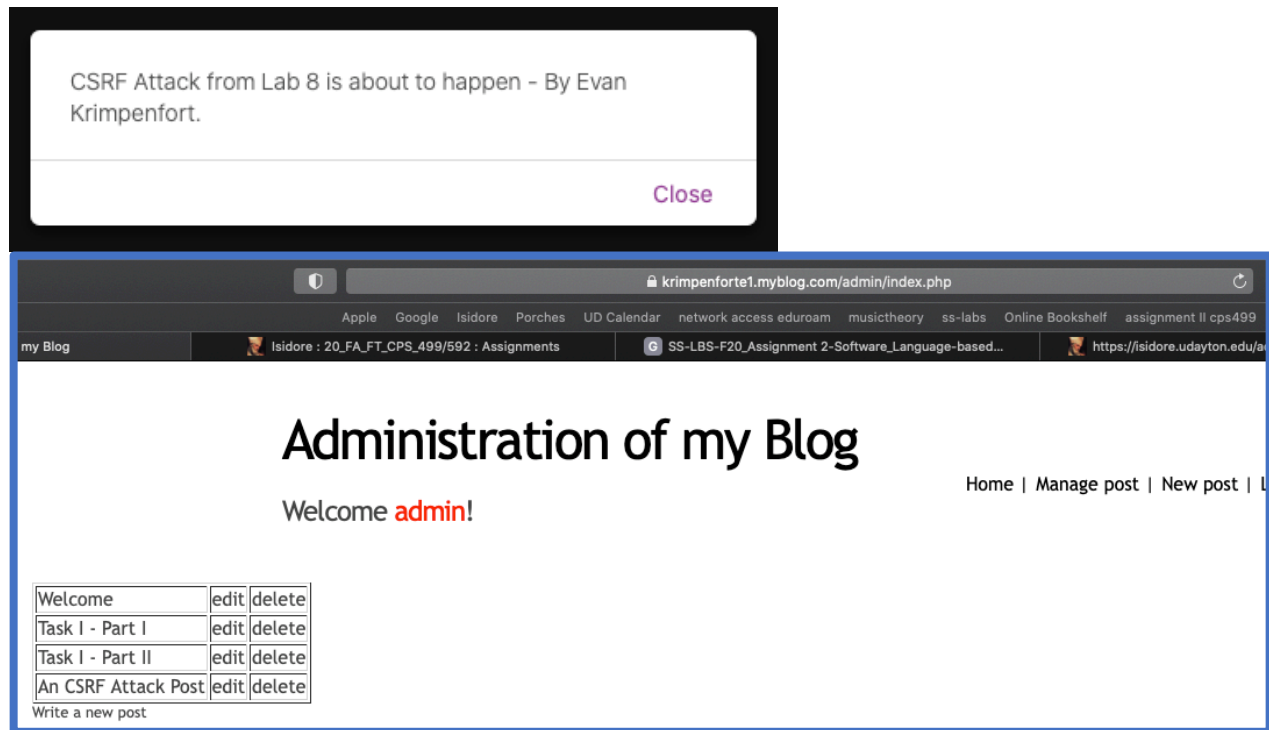 CSRF Attack from Lab 8 is about to happen - By Evan
Krimpenfort.
Close
krimpenforte1.myblog.com/admin/index.php
Apple Google Isidore Porches UD Calendar network access eduroam musictheory ss-labs Online Bookshelf assignment II cps499
my Blog Isidore : 20_FA_FT_CPS_499/592 : Assignments G SS-LBS-F20_Assignment 2-Software_Language-based... https://isidore.udayton.edu/a
Administration of my Blog
Home | Manage post | New post |
Welcome admin!
Welcome edit delete
Task I - Part I edit delete
Task I - Part II edit delete
An CSRF Attack Post edit delete
Write a new post